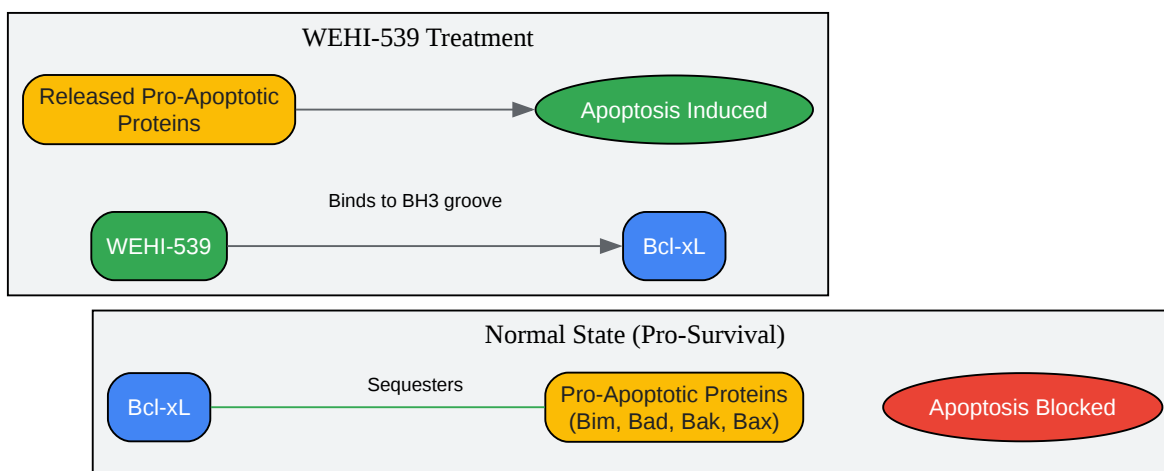 WEHI-539 Treatment
Released Pro-Apoptotic
Proteins
Apoptosis Induced
Binds to BH3 groove
WEHI-539
Bcl-xL
Normal State (Pro-Survival)
Bcl-xL
Sequesters
Pro-Apoptotic Proteins
(Bim, Bad, Bak, Bax)
Apoptosis Blocked